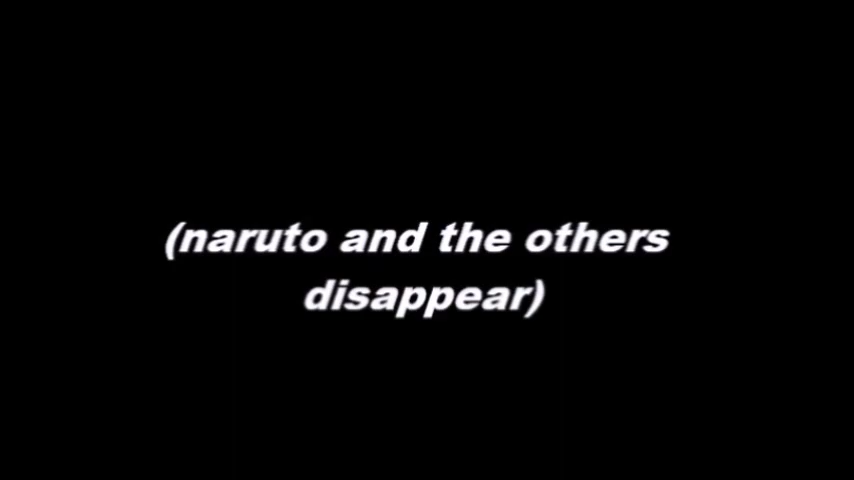 (naruto and the others
disappear)